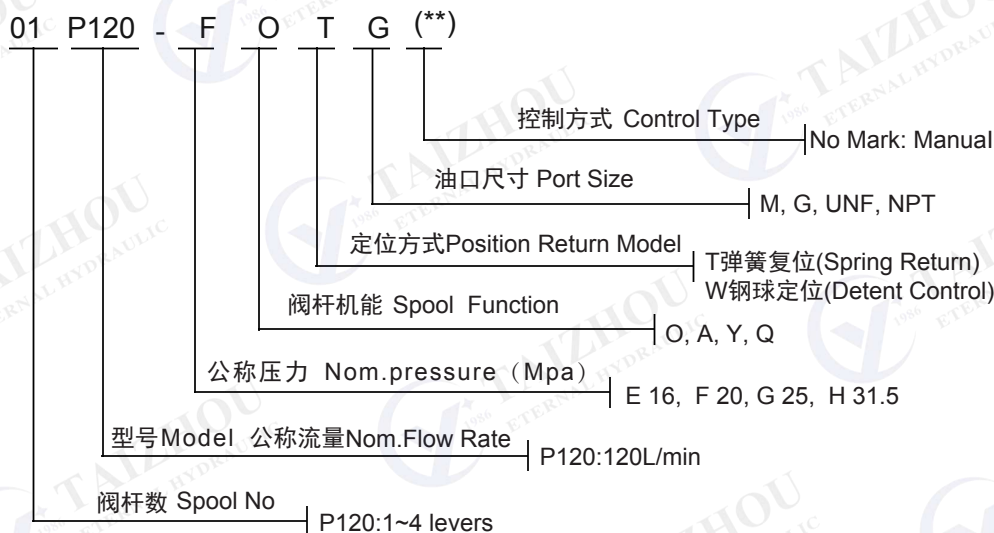 01 P120 - F O T G (**)
控制方式 Control Type
No Mark: Manual
油口尺寸 Port Size
M, G, UNF, NPT
定位方式Position Return Model
T弹簧复位(Spring Return)
W钢球定位(Detent Control)
阀杆机能 Spool Function
O, A, Y, Q
公称压力 Nom.pressure（Mpa）
E 16, F 20, G 25, H 31.5
型号Model 公称流量Nom.Flow Rate
P120:120L/min
阀杆数 Spool No
P120:1~4 levers
TAIZHOU
ETERNAL HYDRAULIC
1986